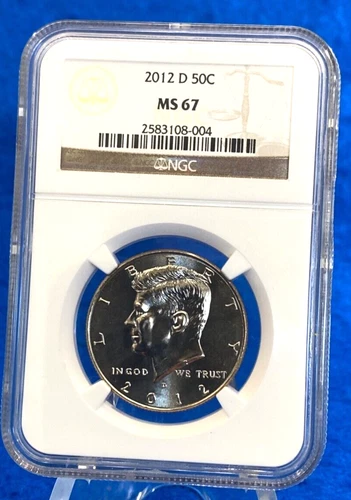 2012 D 50C
MS 67
2583108-004
NGC
LIBERTY
IN GOD WE TRUST
D
2012